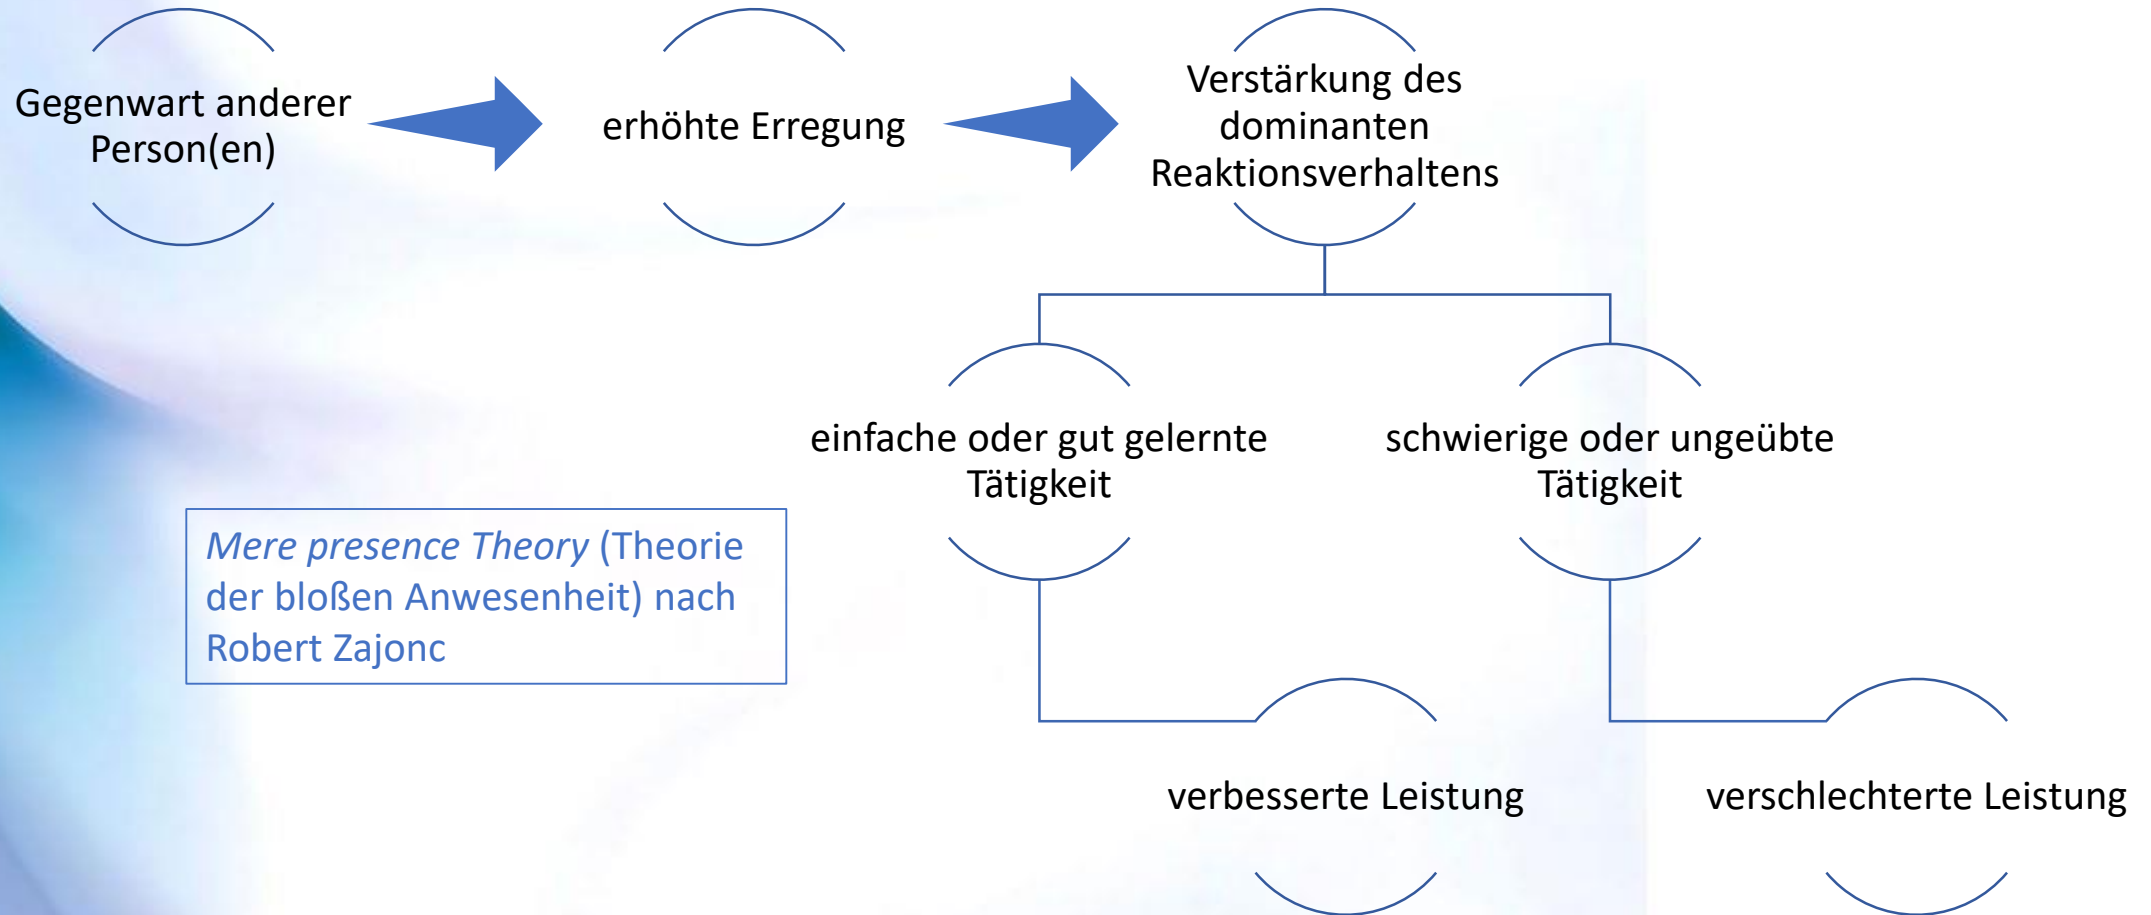 Gegenwart anderer
Person(en)
erhöhte Erregung
Verstärkung des
dominanten
Reaktionsverhaltens
einfache oder gut gelernte
Tätigkeit
schwierige oder ungeübte
Tätigkeit
Mere presence Theory (Theorie
der bloßen Anwesenheit) nach
Robert Zajonc
verbesserte Leistung
verschlechterte Leistung